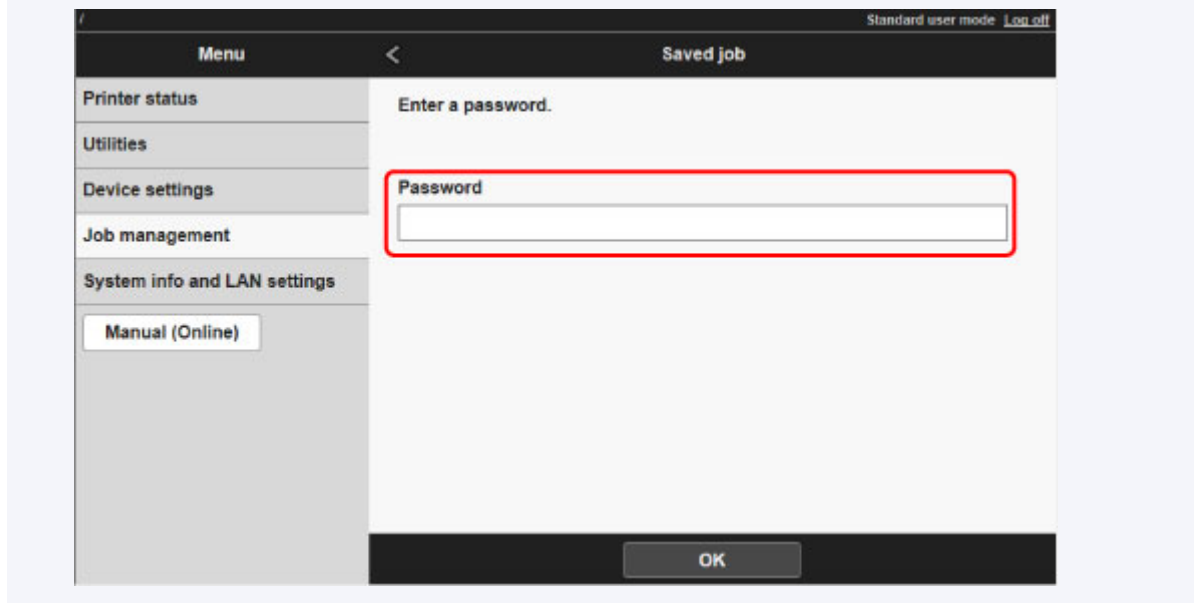 /
Standard user mode Log off
Menu
< Saved job
Printer status
Utilities
Device settings
Job management
System info and LAN settings
Manual (Online)
Enter a password.
Password
OK